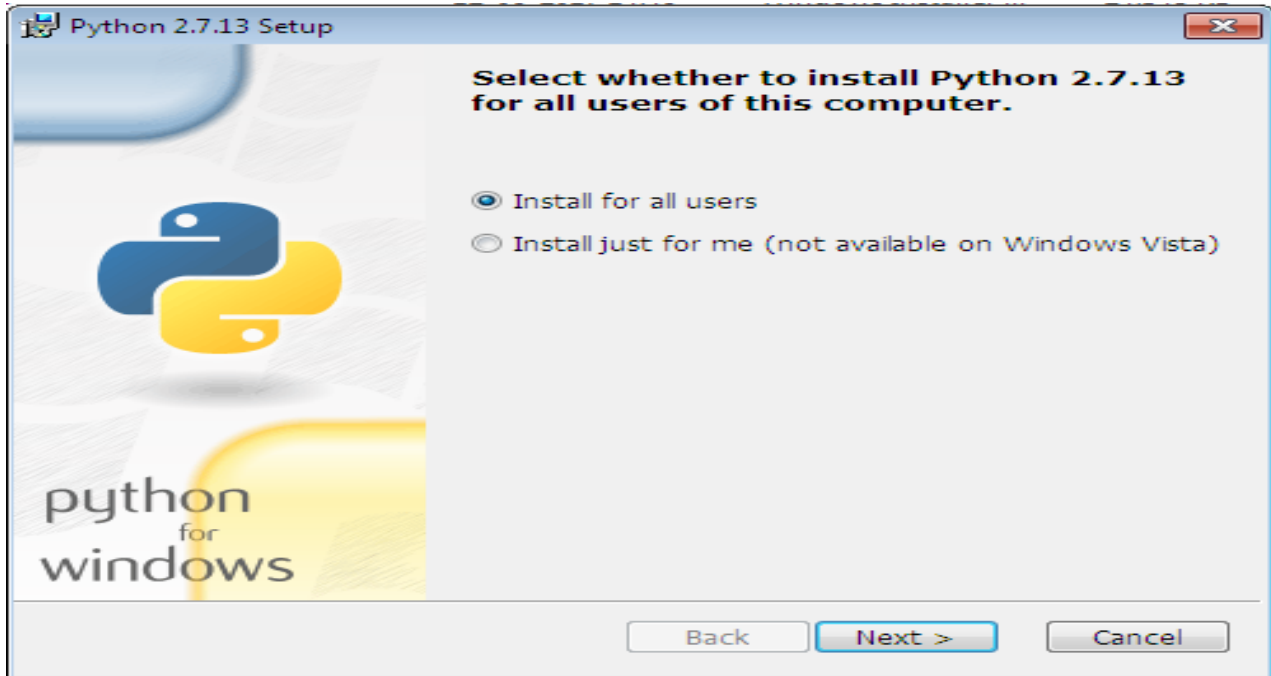 Python 2.7.13 Setup
Select whether to install Python 2.7.13
for all users of this computer.
Install for all users
Install just for me (not available on Windows Vista)
python
for
windows
Back
Next >
Cancel